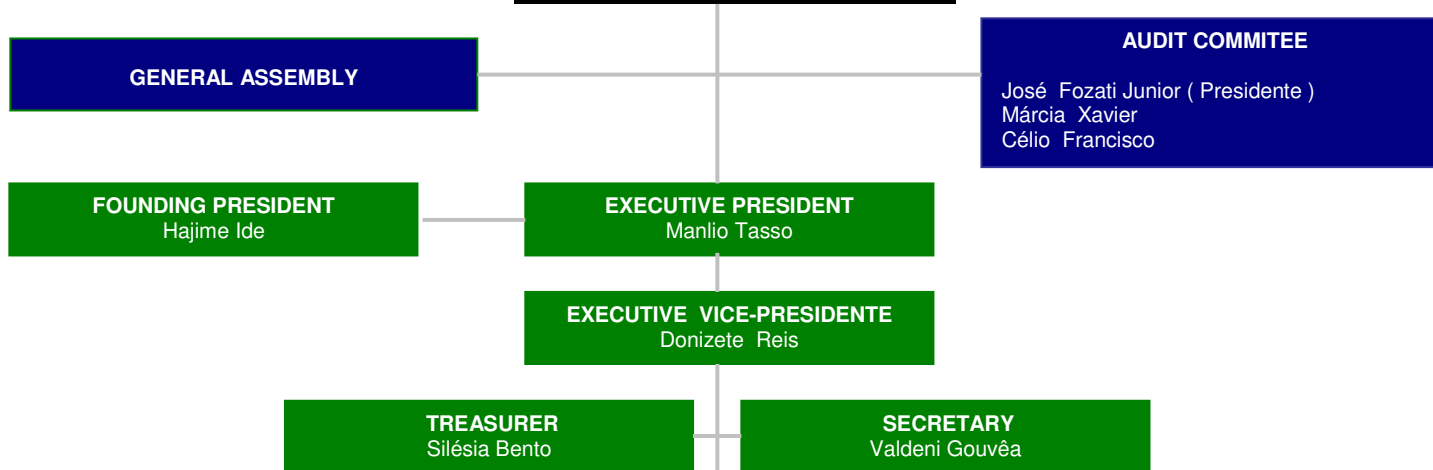 GENERAL ASSEMBLY
AUDIT COMMITEE
José Fozati Junior ( Presidente )
Márcia Xavier
Célio Francisco
FOUNDING PRESIDENT
Hajime Ide
EXECUTIVE PRESIDENT
Manlio Tasso
EXECUTIVE VICE-PRESIDENTE
Donizete Reis
TREASURER
Silésia Bento
SECRETARY
Valdeni Gouvêa